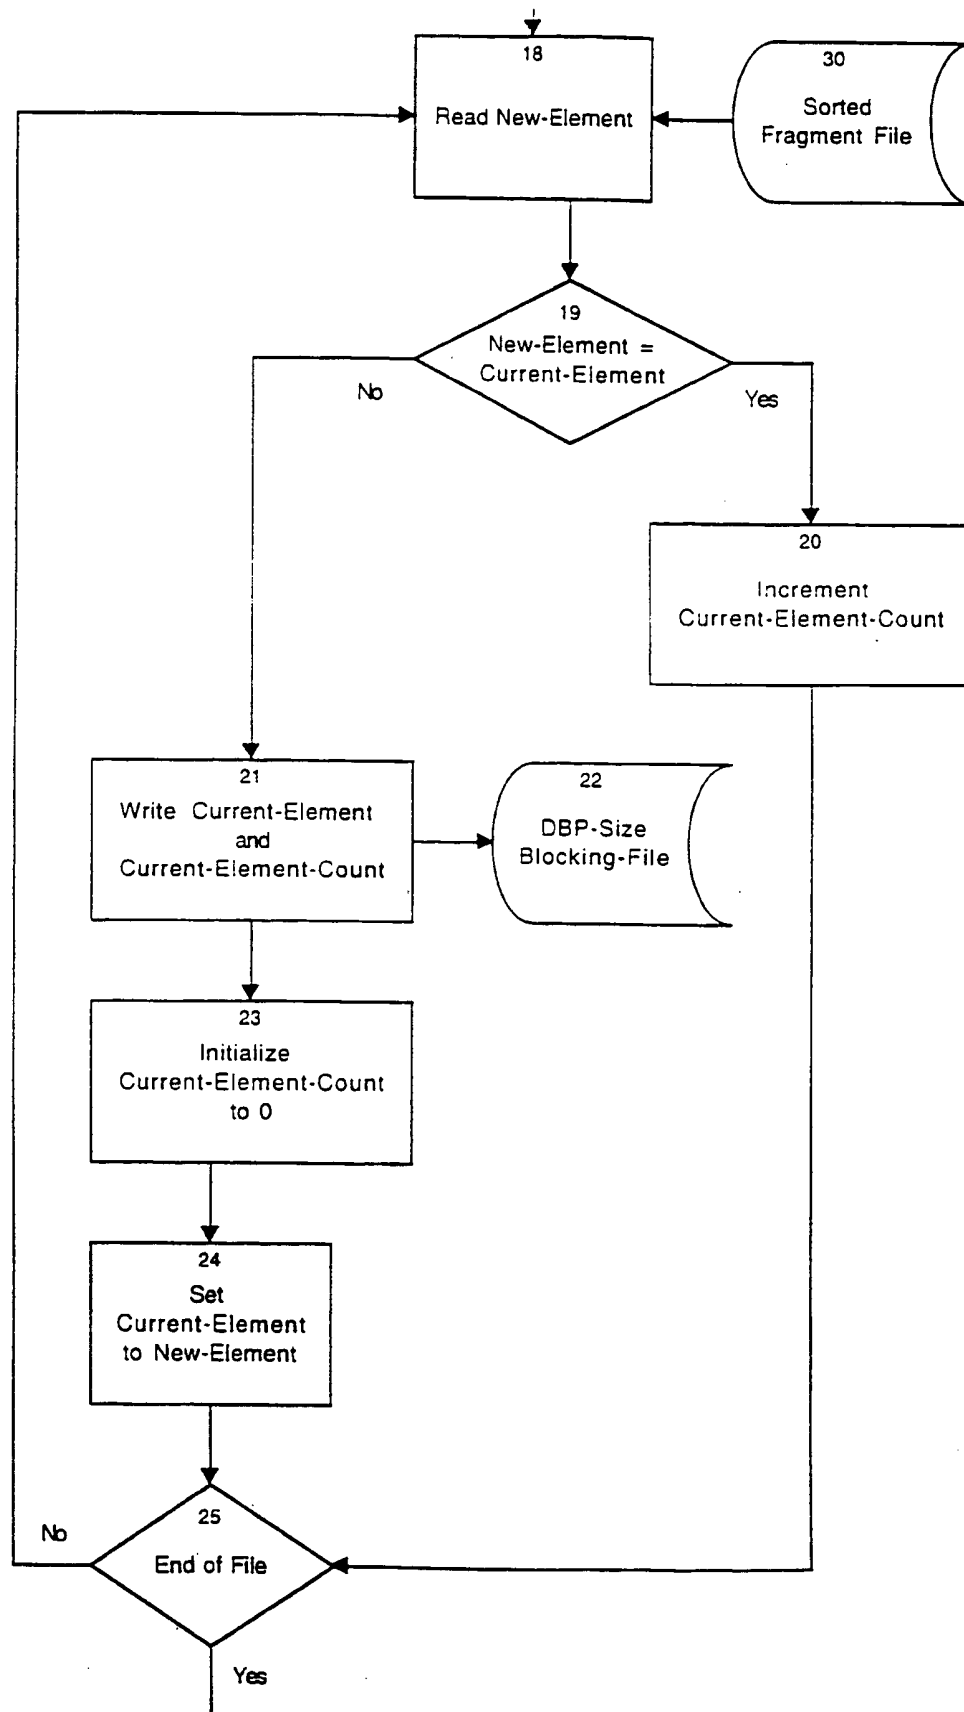 18
Read New-Element
30
Sorted
Fragment File
19
New-Element =
Current-Element
No
Yes
20
Increment
Current-Element-Count
21
Write Current-Element
and
Current-Element-Count
22
DBP-Size
Blocking-File
23
Initialize
Current-Element-Count
to 0
24
Set
Current-Element
to New-Element
25
No
End of File
Yes